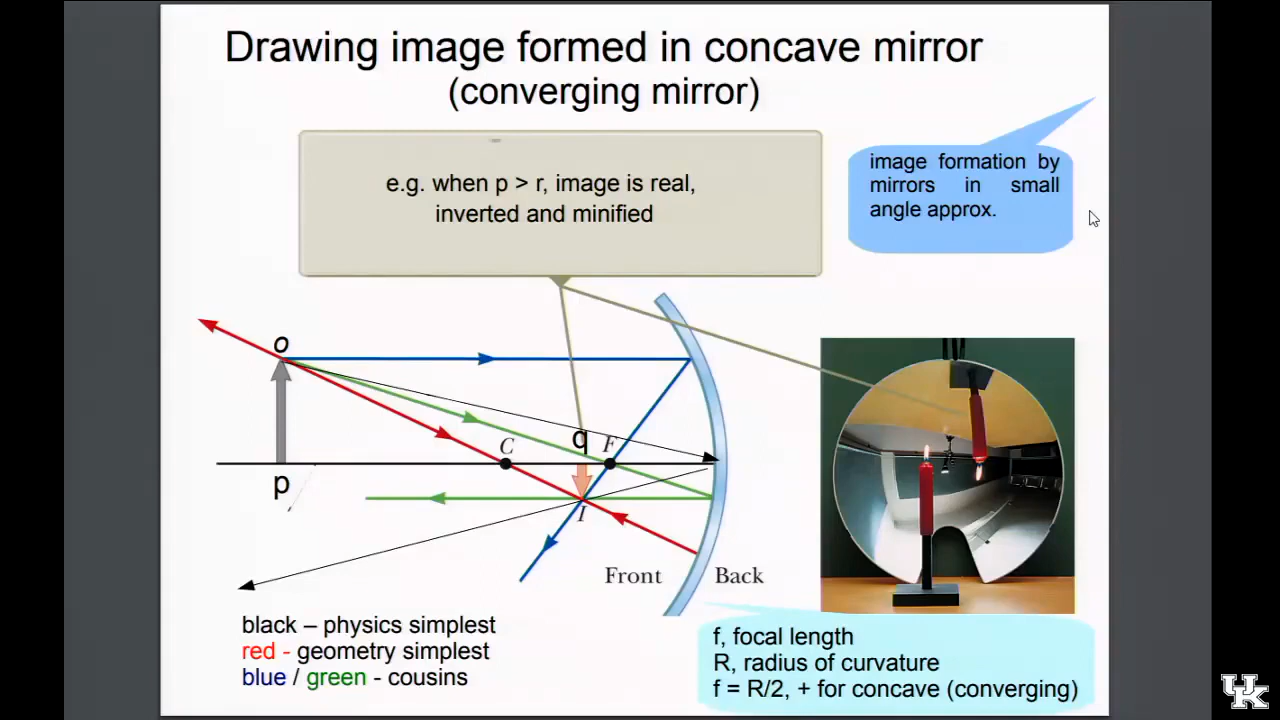 Drawing image formed in concave mirror
(converging mirror)
e.g. when p > r, image is real,
inverted and minified
image formation by
mirrors in small
angle approx.
o
C
q
F
p
I
Front
Back
black – physics simplest
red - geometry simplest
blue / green - cousins
f, focal length
R, radius of curvature
f = R/2, + for concave (converging)
UK